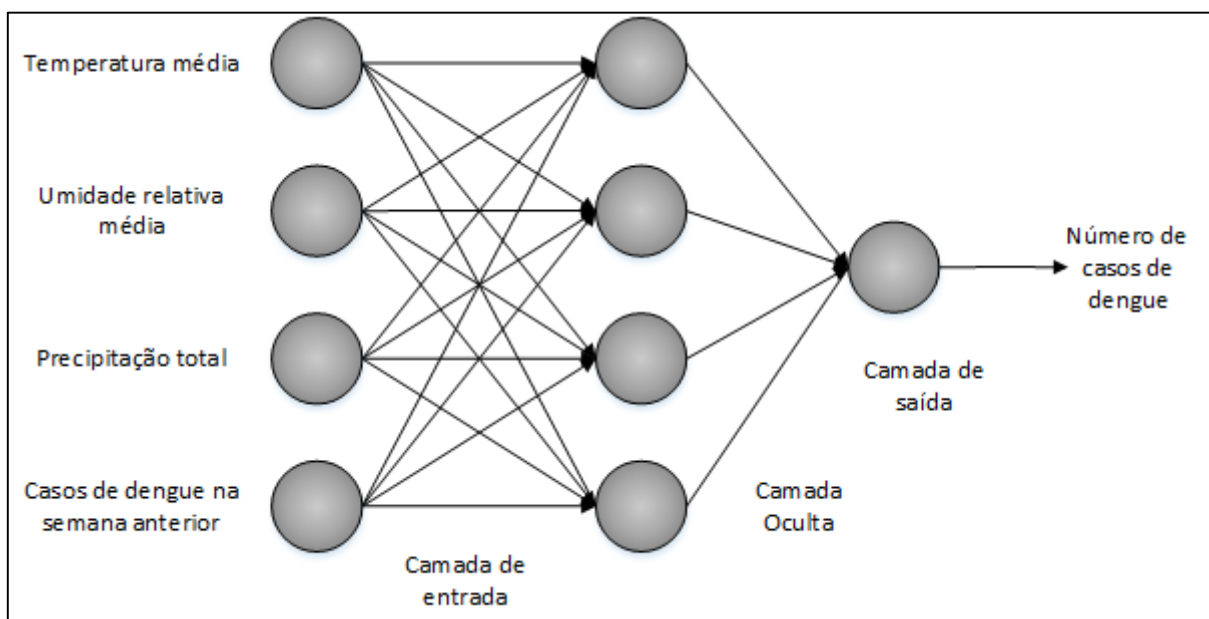 Temperatura média
Umidade relativa
média
Precipitação total
Casos de dengue na
semana anterior
Camada de
entrada
Camada
Oculta
Camada de
saída
Número de
casos de
dengue